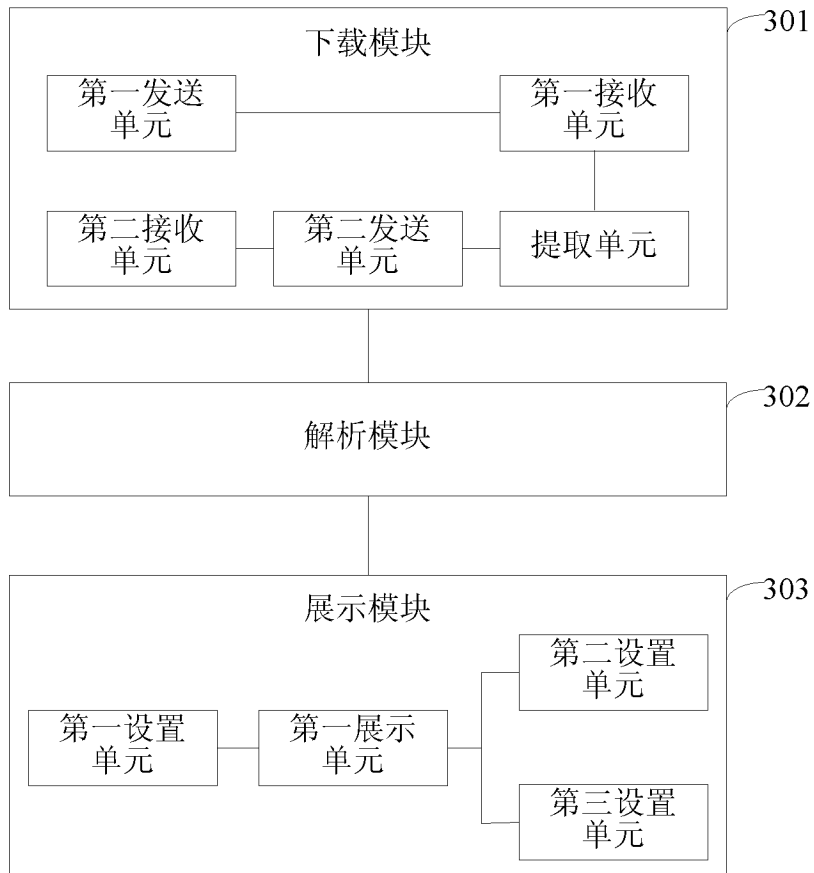 301
下载模块
第一发送
单元
第一接收
单元
第二接收
单元
第二发送
单元
提取单元
302
解析模块
303
展示模块
第一设置
单元
第一展示
单元
第二设置
单元
第三设置
单元